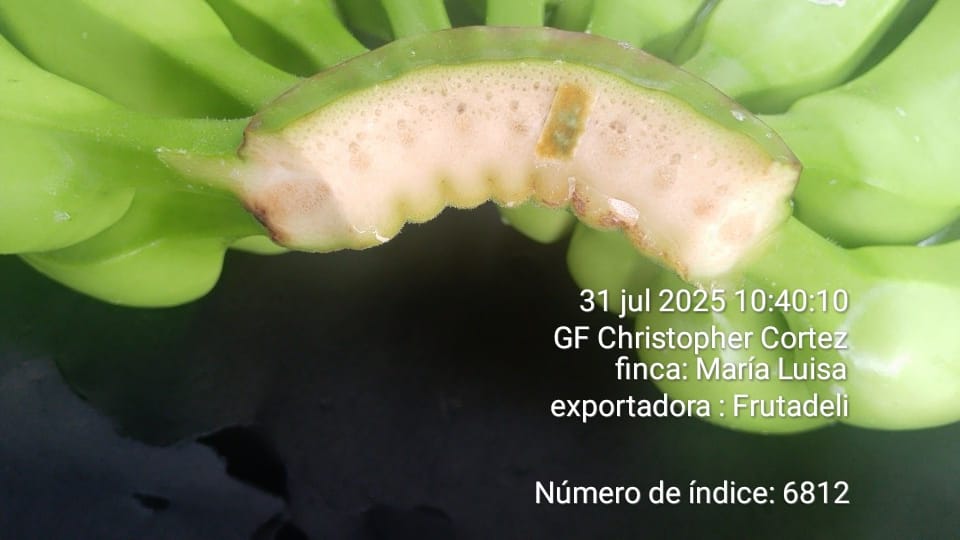 31 jul 2025 10:40:10
GF Christopher Cortez
finca: María Luisa
exportadora : Frutadeli
Número de índice: 6812